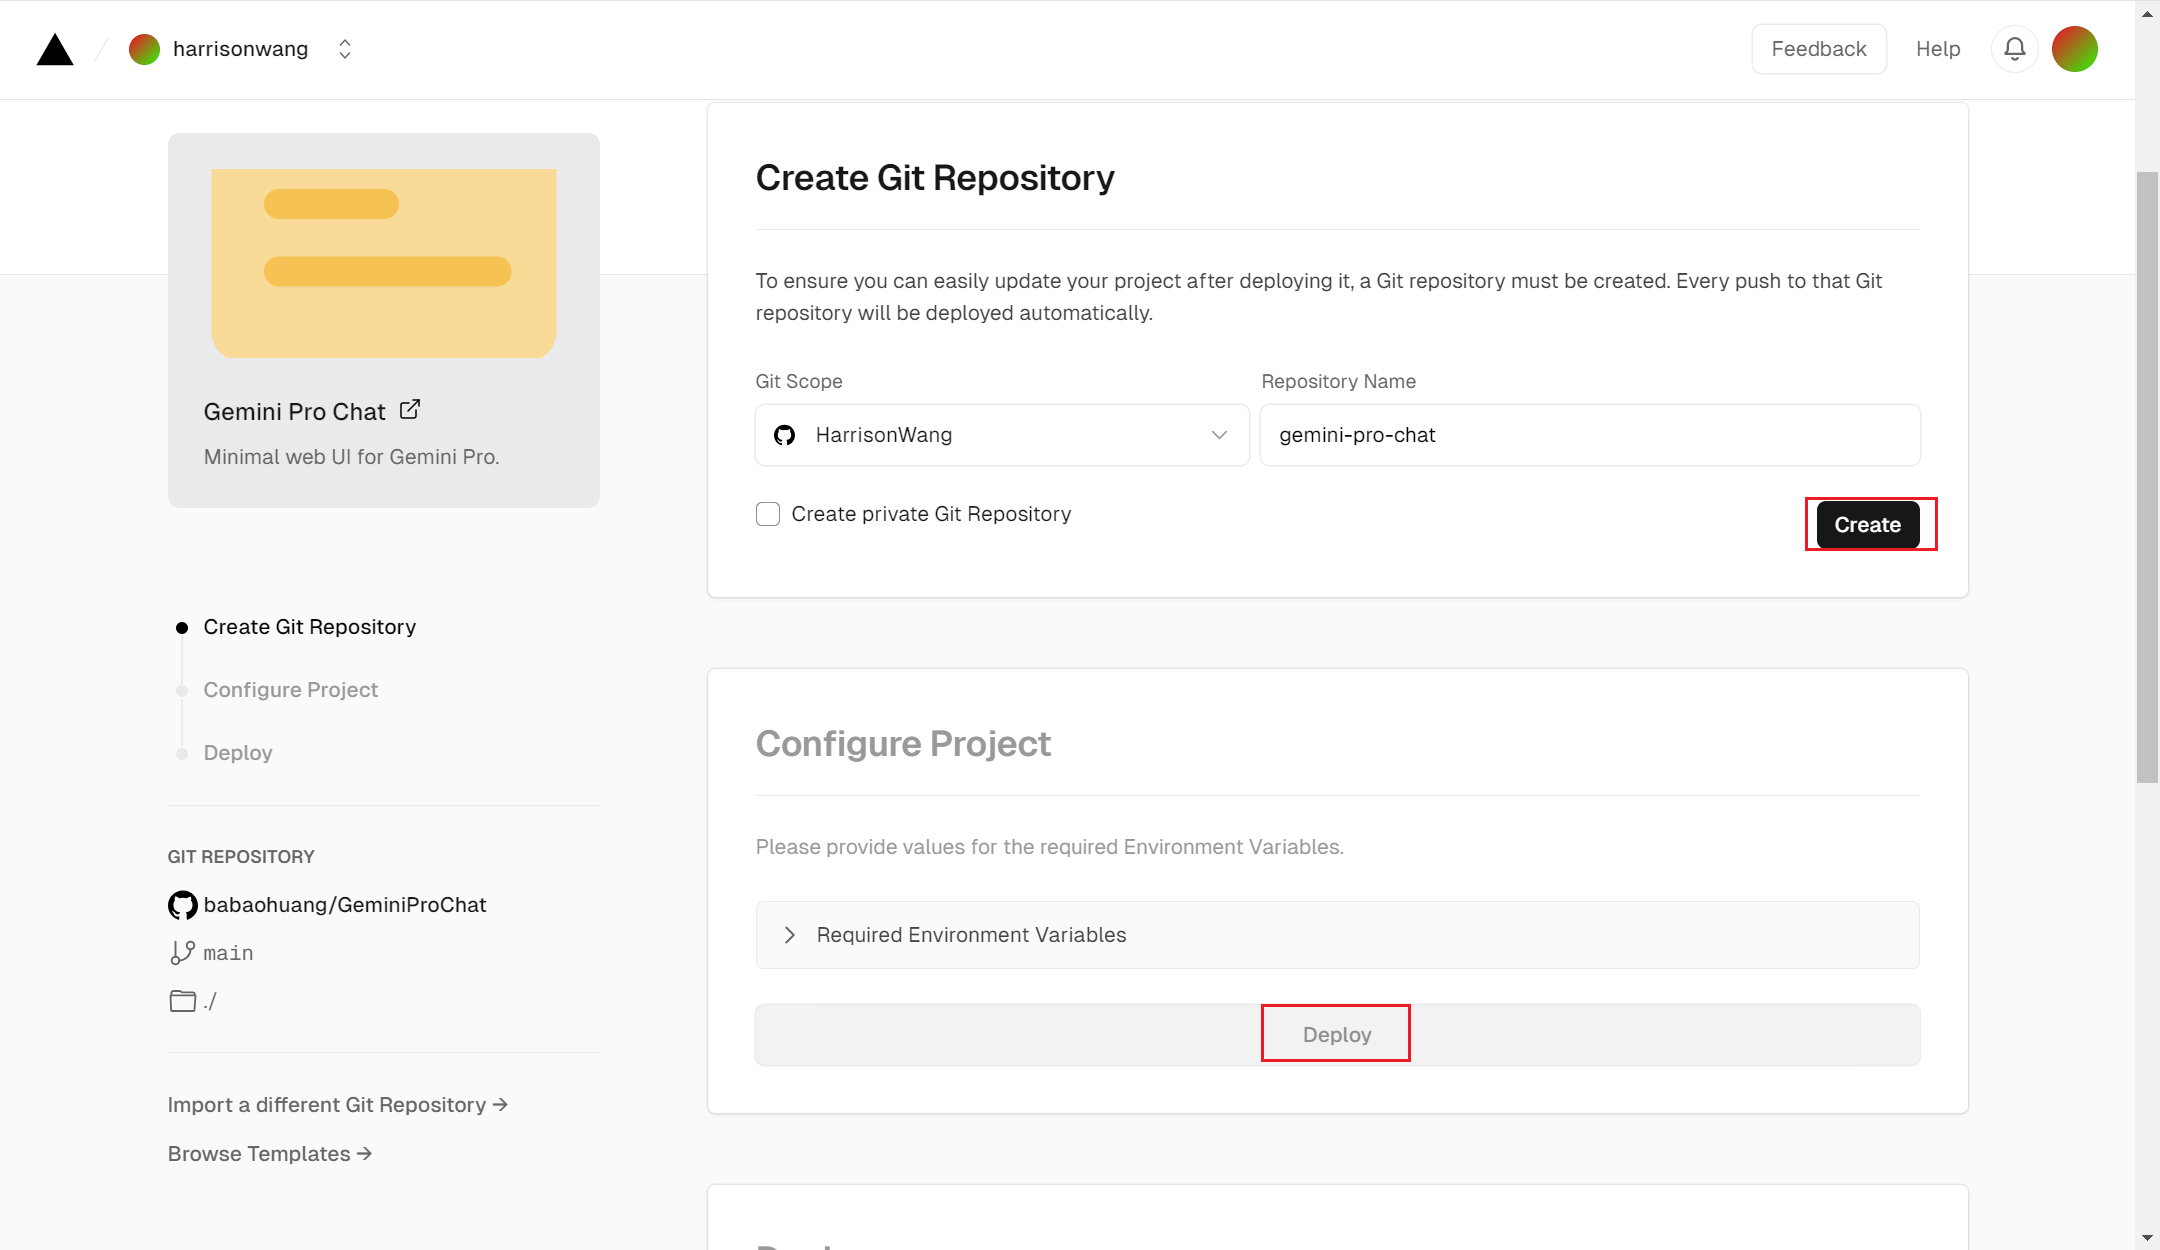 harrisonwang
Feedback
Help
Gemini Pro Chat
Minimal web UI for Gemini Pro.
Create Git Repository
Configure Project
Deploy
GIT REPOSITORY
babaohuang/GeminiProChat
main
./
Import a different Git Repository →
Browse Templates →
Create Git Repository
To ensure you can easily update your project after deploying it, a Git repository must be created. Every push to that Git
repository will be deployed automatically.
Git Scope
Repository Name
HarrisonWang
gemini-pro-chat
Create private Git Repository
Create
Configure Project
Please provide values for the required Environment Variables.
Required Environment Variables
Deploy